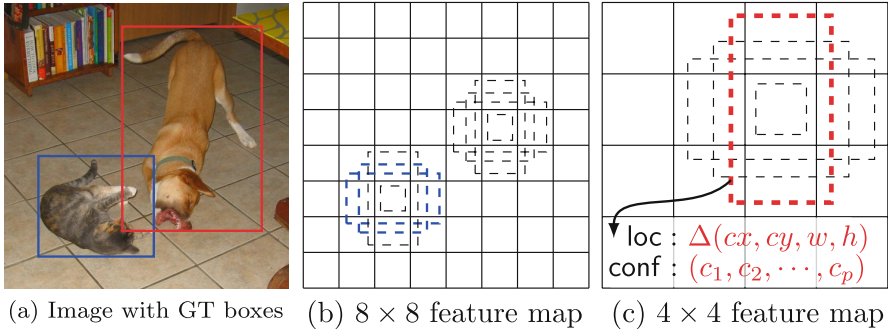 loc : Δ(cx, cy, w, h)
conf : (c₁, c₂, ⋯, cₚ)
(a) Image with GT boxes
(b) 8 × 8 feature map
(c) 4 × 4 feature map